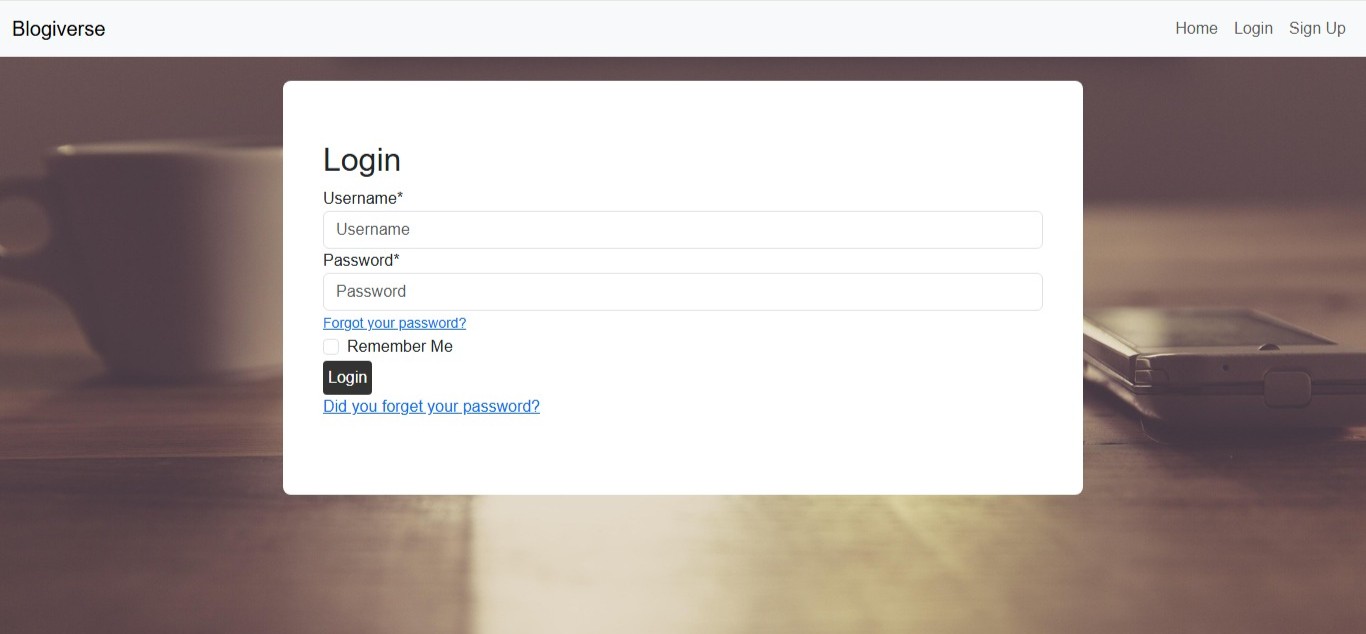 Blogiverse Home Login Sign Up
Login
Username*
Username
Password*
Password
Forgot your password?
Remember Me
Login
Did you forget your password?